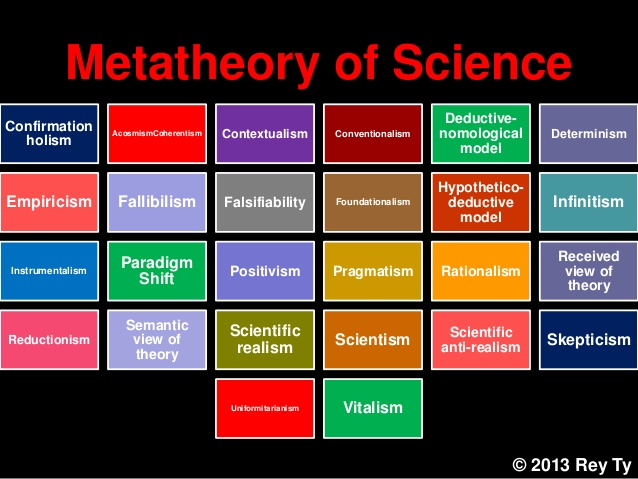 Metatheory of Science
Confirmation
holism
AcosmismCoherentism
Contextualism
Conventionalism
Deductive-
nomological
model
Determinism
Empiricism
Fallibilism
Falsifiability
Foundationalism
Hypothetico-
deductive
model
Infinitism
Instrumentalism
Paradigm
Shift
Positivism
Pragmatism
Rationalism
Received
view of
theory
Reductionism
Semantic
view of
theory
Scientific
realism
Scientism
Scientific
anti-realism
Skepticism
Uniformitarianism
Vitalism
© 2013 Rey Ty